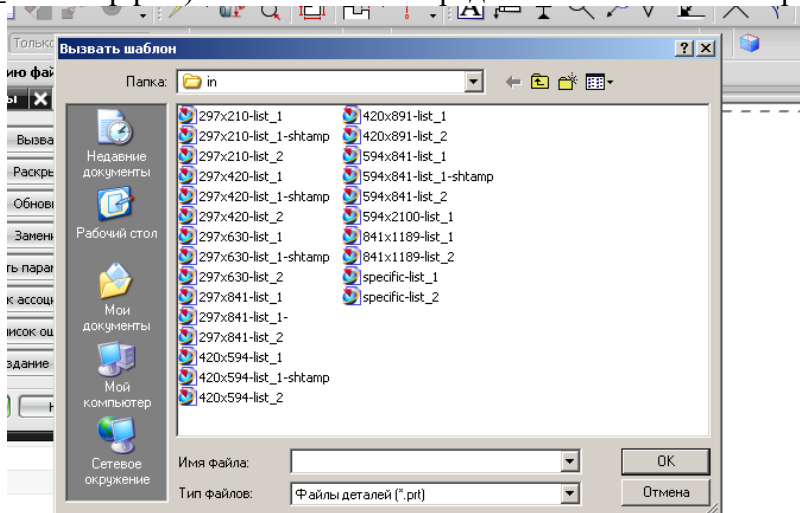 Только
Вызвать шаблон
Папка:
in
Недавние документы
Рабочий стол
Мои документы
Мой компьютер
Сетевое окружение
297x210-list_1
297x210-list_1-shtamp
297x210-list_2
297x420-list_1
297x420-list_1-shtamp
297x420-list_2
297x630-list_1
297x630-list_1-shtamp
297x630-list_2
297x841-list_1
297x841-list_1-
297x841-list_2
420x594-list_1
420x594-list_1-shtamp
420x594-list_2
420x891-list_1
420x891-list_2
594x841-list_1
594x841-list_1-shtamp
594x841-list_2
594x2100-list_1
841x1189-list_1
841x1189-list_2
specific-list_1
specific-list_2
Имя файла:
OK
Тип файлов:
Файлы деталей (*.prt)
Отмена